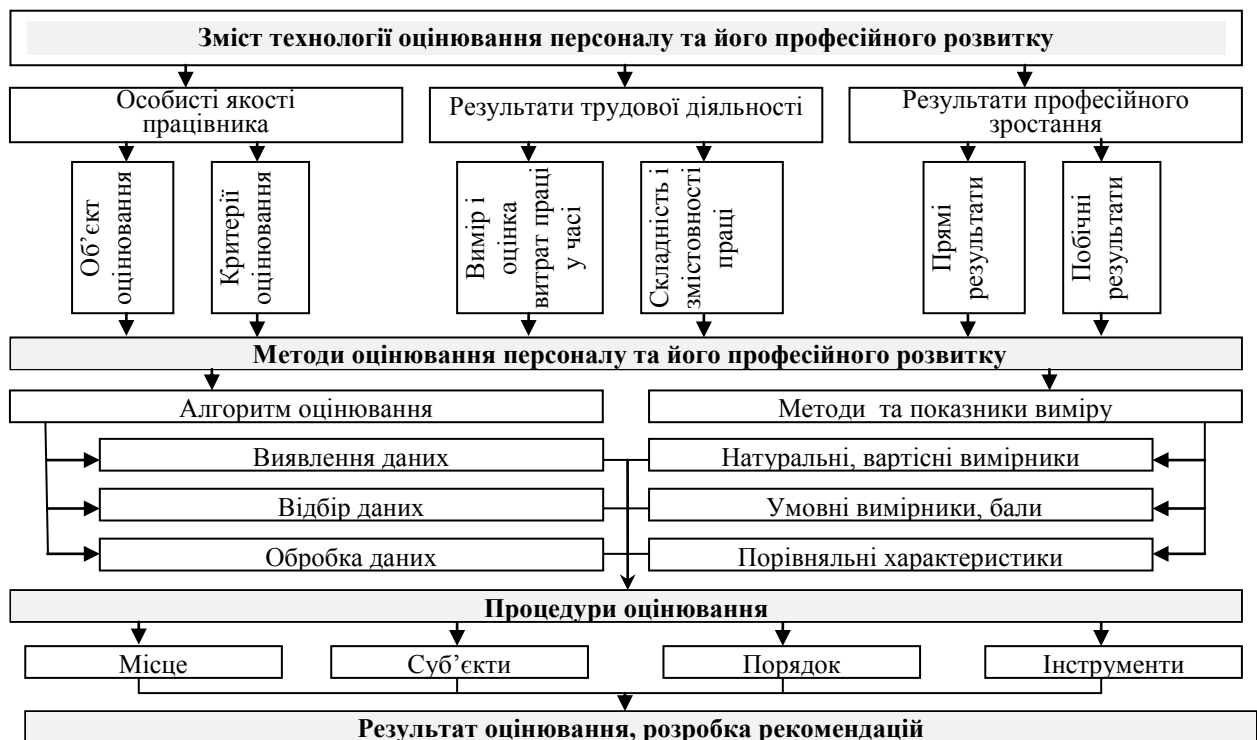 Зміст технології оцінювання персоналу та його професійного розвитку
Особисті якості
працівника
Результати трудової діяльності
Результати професійного
зростання
Об’єкт
оцінювання
Критерії
оцінювання
Вимір і
оцінка
витрат праці
у часі
Складність і
змістовності
праці
Прямі
результати
Побічні
результати
Методи оцінювання персоналу та його професійного розвитку
Алгоритм оцінювання
Методи та показники виміру
Виявлення даних
Натуральні, вартісні вимірники
Відбір даних
Умовні вимірники, бали
Обробка даних
Порівняльні характеристики
Процедури оцінювання
Місце
Суб’єкти
Порядок
Інструменти
Результат оцінювання, розробка рекомендацій